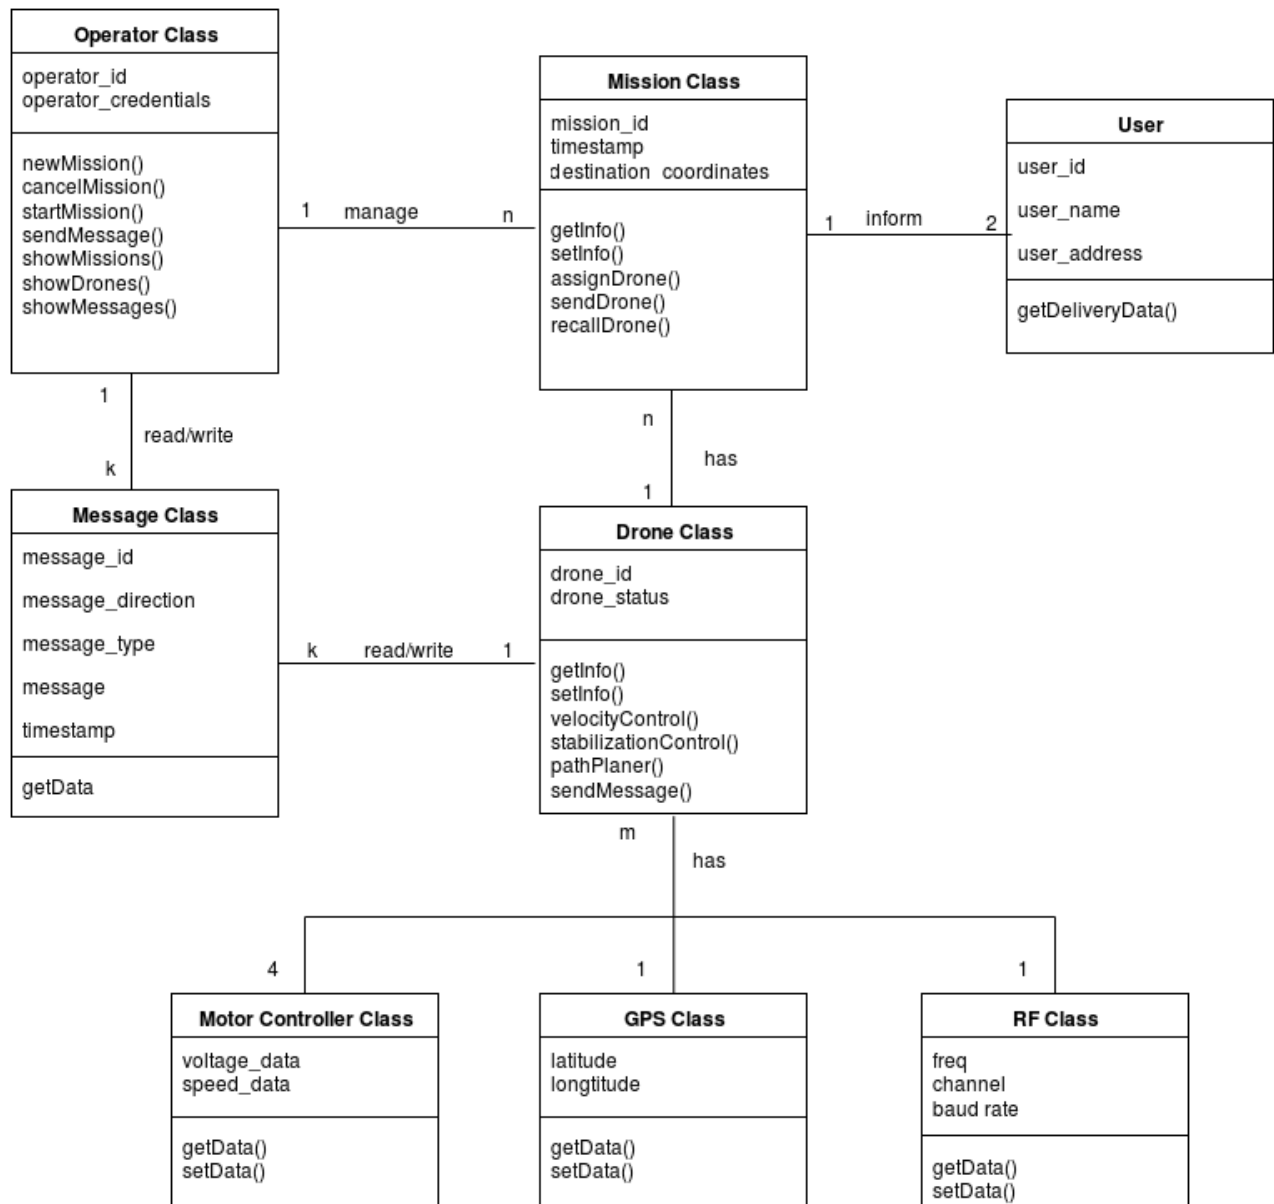 Operator Class
operator_id
operator_credentials
newMission()
cancelMission()
startMission()
sendMessage()
showMissions()
showDrones()
showMessages()
1 manage n
Mission Class
mission_id
timestamp
destination_coordinates
getInfo()
setInfo()
assignDrone()
sendDrone()
recallDrone()
1 inform 2
User
user_id
user_name
user_address
getDeliveryData()
1
read/write
k
n
has
1
Message Class
message_id
message_direction
message_type
message
timestamp
getData
k read/write 1
Drone Class
drone_id
drone_status
getInfo()
setInfo()
velocityControl()
stabilizationControl()
pathPlaner()
sendMessage()
m
has
4
1
1
Motor Controller Class
voltage_data
speed_data
getData()
setData()
GPS Class
latitude
longtitude
getData()
setData()
RF Class
freq
channel
baud rate
getData()
setData()